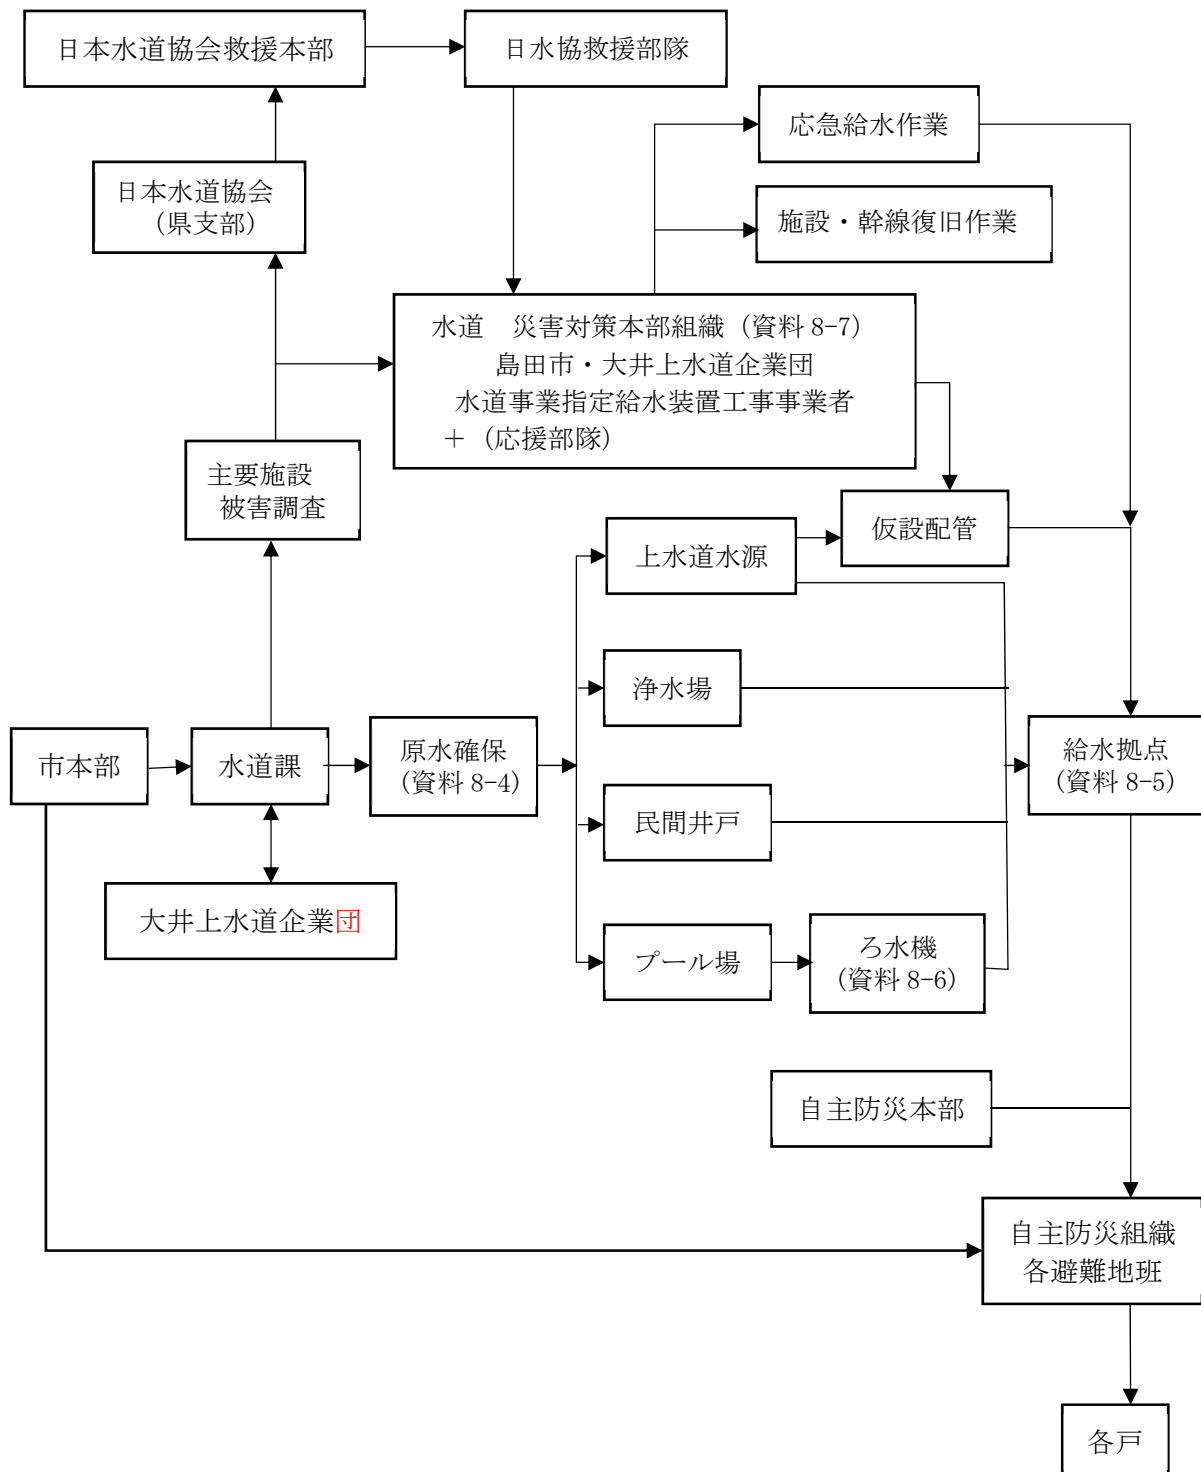 日本水道協会救援本部
日水協救援部隊
応急給水作業
日本水道協会
（県支部）
施設・幹線復旧作業
水道　災害対策本部組織（資料 8-7）
島田市・大井上水道企業団
水道事業指定給水装置工事事業者
＋（応援部隊）
主要施設
被害調査
仮設配管
上水道水源
浄水場
市本部
水道課
原水確保
（資料 8-4）
給水拠点
（資料 8-5）
民間井戸
大井上水道企業団
プール場
ろ水機
（資料 8-6）
自主防災本部
自主防災組織
各避難地班
各戸